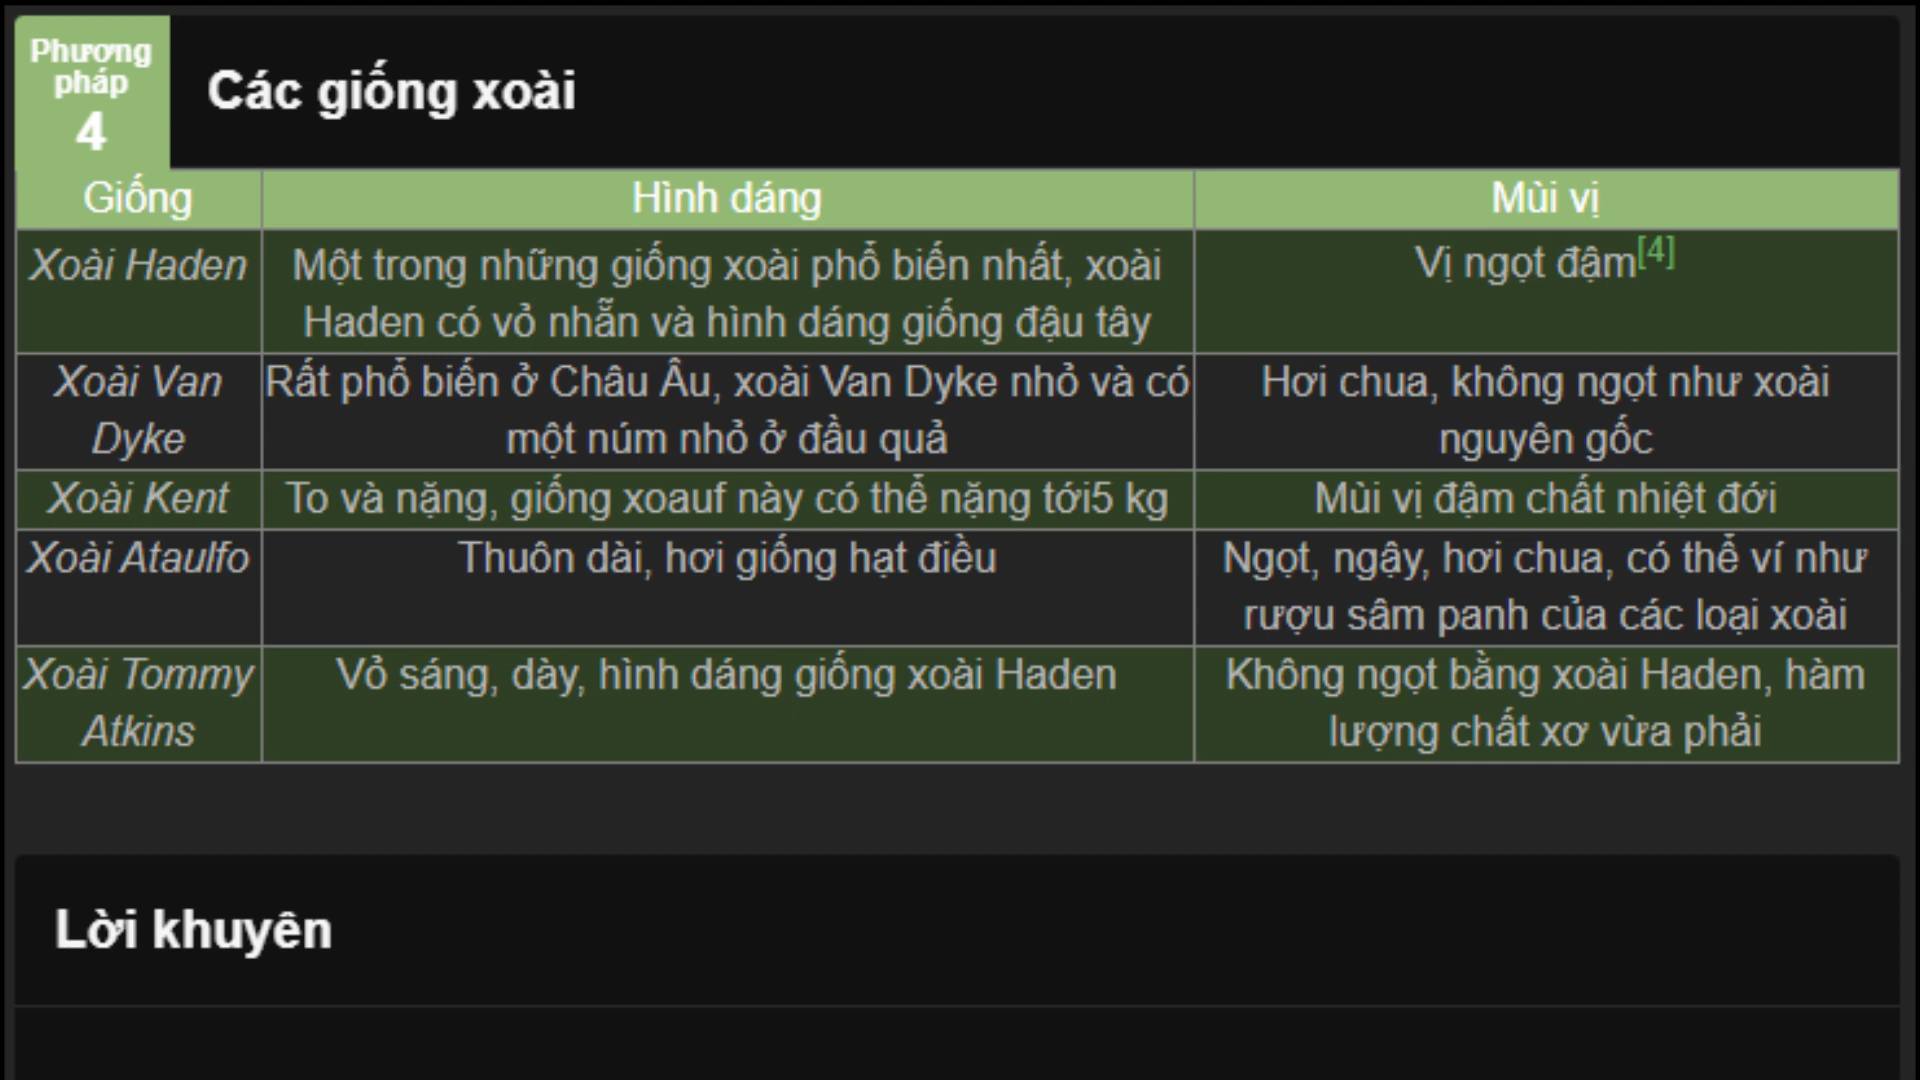 Phương
pháp
4
Các giống xoài
Giống
Hình dáng
Mùi vị
Xoài Haden
Một trong những giống xoài phổ biến nhất, xoài
Haden có vỏ nhẵn và hình dáng giống đậu tây
Vị ngọt đậm[4]
Xoài Van
Dyke
Rất phổ biến ở Châu Âu, xoài Van Dyke nhỏ và có
một núm nhỏ ở đầu quả
Hơi chua, không ngọt như xoài
nguyên gốc
Xoài Kent
To và nặng, giống xoauf này có thể nặng tới5 kg
Mùi vị đậm chất nhiệt đới
Xoài Ataulfo
Thuôn dài, hơi giống hạt điều
Ngọt, ngậy, hơi chua, có thể ví như
rượu sâm panh của các loại xoài
Xoài Tommy
Atkins
Vỏ sáng, dày, hình dáng giống xoài Haden
Không ngọt bằng xoài Haden, hàm
lượng chất xơ vừa phải
Lời khuyên